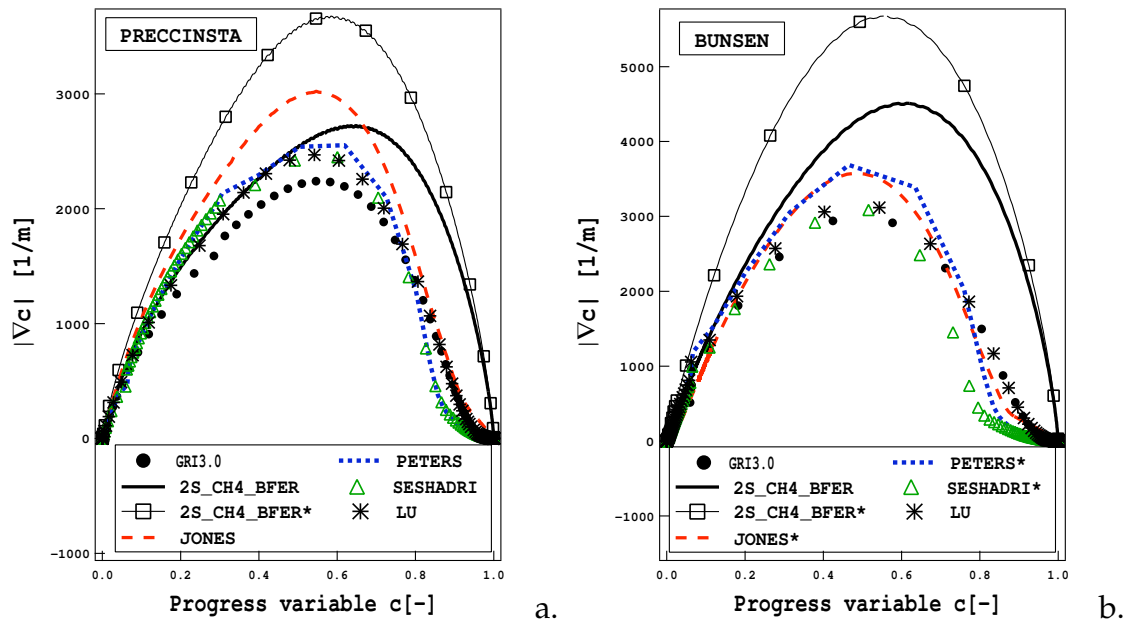 PRECCINSTA
|∇c| [1/m]
3000
2000
1000
0
-1000
GRI3.0
2S_CH4_BFER
2S_CH4_BFER*
JONES
PETERS
SESHADRI
LU
0.0 0.2 0.4 0.6 0.8 1.0
Progress variable c[-]
a.
BUNSEN
|∇c| [1/m]
5000
4000
3000
2000
1000
0
-1000
GRI3.0
2S_CH4_BFER
2S_CH4_BFER*
JONES*
PETERS*
SESHADRI*
LU
0.0 0.2 0.4 0.6 0.8 1.0
Progress variable c[-]
b.